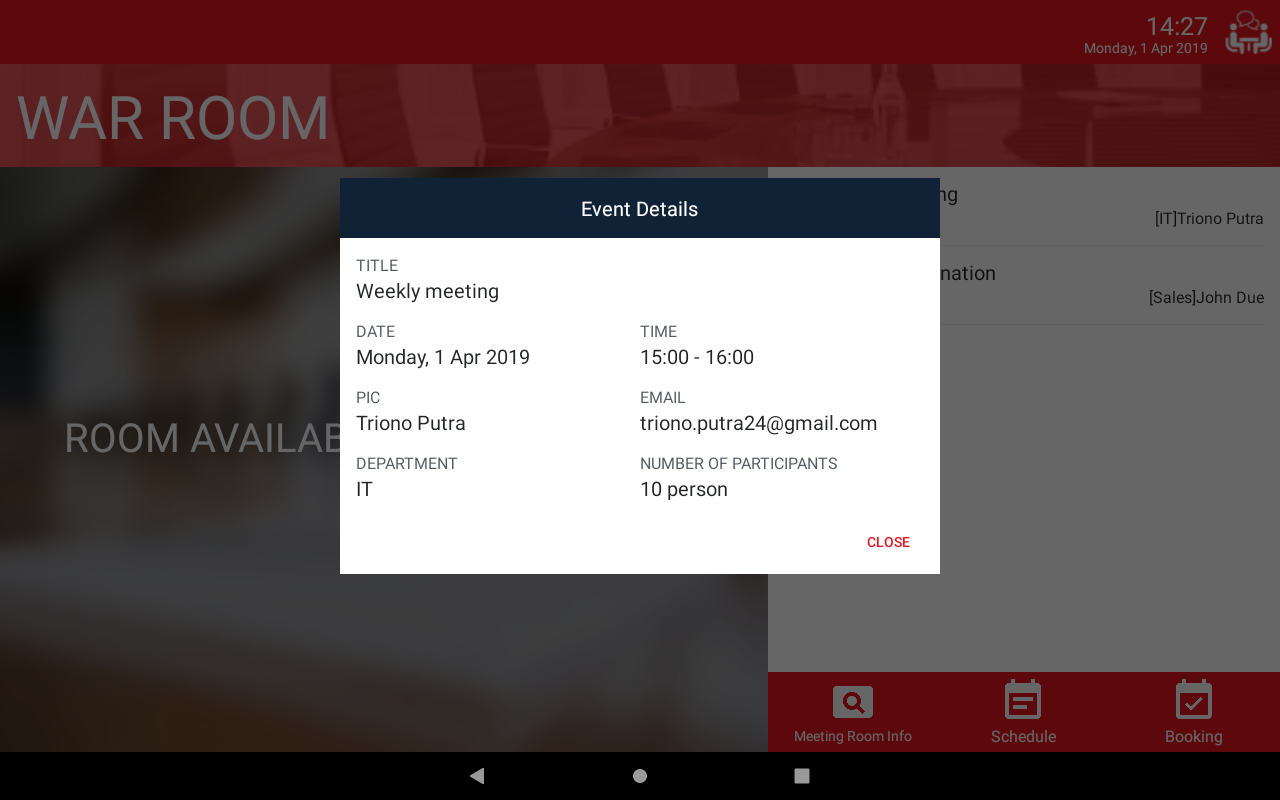 14:27
Monday, 1 Apr 2019
WAR ROOM
Event Details
TITLE
Weekly meeting
DATE
Monday, 1 Apr 2019
TIME
15:00 - 16:00
PIC
Triono Putra
EMAIL
triono.putra24@gmail.com
DEPARTMENT
IT
NUMBER OF PARTICIPANTS
10 person
CLOSE
ROOM AVAILAB
ng
[IT]Triono Putra
nation
[Sales]John Due
Meeting Room Info
Schedule
Booking